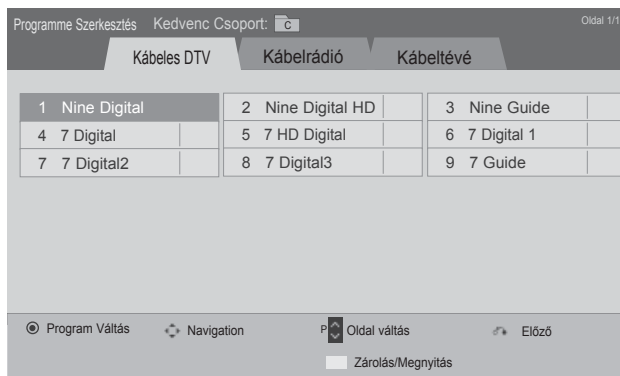 Programme Szerkesztés Kedvenc Csoport: C Oldal 1/1
Kábeles DTV Kábelrádió Kábeltévé
1 Nine Digital 2 Nine Digital HD 3 Nine Guide
4 7 Digital 5 7 HD Digital 6 7 Digital 1
7 7 Digital2 8 7 Digital3 9 7 Guide
Program Váltás Navigation P Oldal váltás Előző
Zárolás/Megnyitás